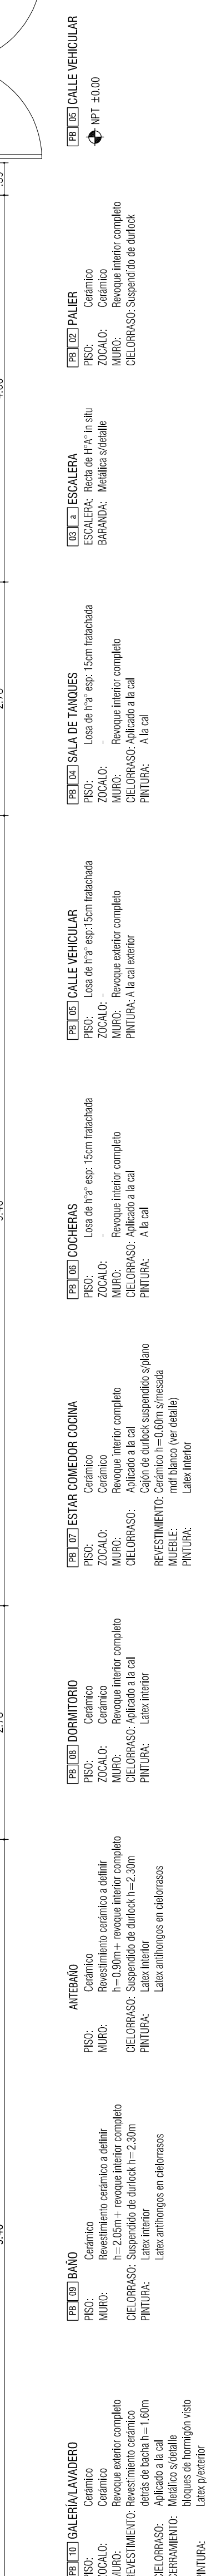 PB 05 CALLE VEHICULAR
NPT ±0.00
PB 02 PALIER
PISO: Cerámico
ZOCALO: Cerámico
MURO: Revoque interior completo
CIELORRASO: Suspendido de durlock
03 a ESCALERA
ESCALERA: Recta de HºAº in situ
BARANDA: Metálica s/detalle
PB 04 SALA DE TANQUES
PISO: Losa de hºaº esp: 15cm fratachada
ZOCALO: -
MURO: Revoque interior completo
CIELORRASO: Aplicado a la cal
PINTURA: A la cal
PB 05 CALLE VEHICULAR
PISO: Losa de hºaº esp:15cm fratachada
ZOCALO: -
MURO: Revoque exterior completo
PINTURA: A la cal exterior
PB 06 COCHERAS
PISO: Losa de hºaº esp: 15cm fratachada
ZOCALO: -
MURO: Revoque interior completo
CIELORRASO: Aplicado a la cal
PINTURA: A la cal
PB 07 ESTAR COMEDOR COCINA
PISO: Cerámico
ZOCALO: Cerámico
MURO: Revoque interior completo
CIELORRASO: Aplicado a la cal
Cajón de durlock suspendido s/plano
REVESTIMIENTO: Cerámico h=0.60m s/mesada
MUEBLE: mdf blanco (ver detalle)
PINTURA: Latex interior
PB 08 DORMITORIO
PISO: Cerámico
ZOCALO: Cerámico
MURO: Revoque interior completo
CIELORRASO: Aplicado a la cal
PINTURA: Latex interior
ANTEBAÑO
PISO: Cerámico
MURO: Revestimiento cerámico a definir
h=0.90m+ revoque interior completo
CIELORRASO: Suspendido de durlock h=2.30m
PINTURA: Latex interior
Latex antihongos en cielorrasos
PB 09 BAÑO
PISO: Cerámico
MURO: Revestimiento cerámico a definir
h=2.05m+ revoque interior completo
CIELORRASO: Suspendido de durlock h=2.30m
PINTURA: Latex interior
Latex antihongos en cielorrasos
PB 10 GALERÍA/LAVADERO
PISO: Cerámico
ZOCALO: Cerámico
MURO: Revoque exterior completo
REVESTIMIENTO: Revestimiento cerámico
detrás de bacha h=1.60m
CIELORRASO: Aplicado a la cal
CERRAMIENTO: Metálico s/detalle
bloques de hormigón visto
PINTURA: Latex p/exterior